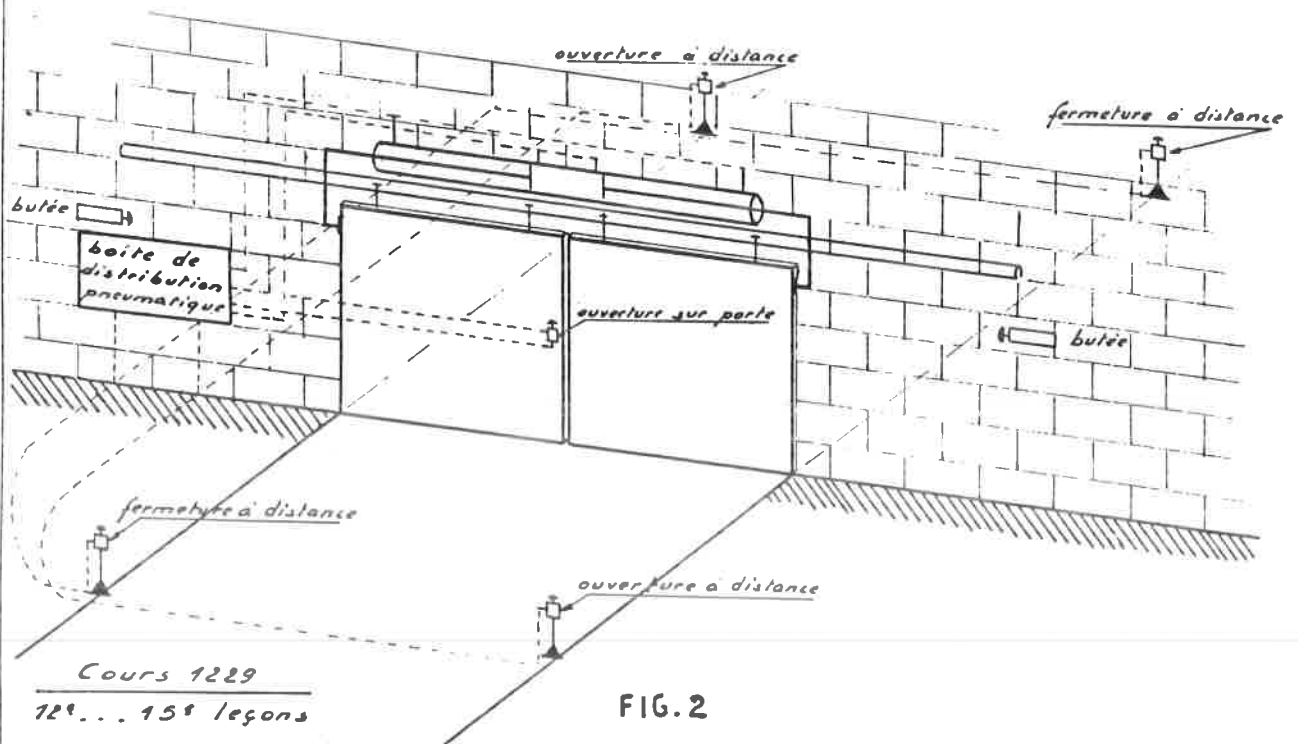 ouverture à distance
fermeture à distance
butée
boîte de
distribution
pneumatique
ouverture sur porte
butée
fermeture à distance
ouverture à distance
Cours 1229
12e... 15e leçons
FIG.2